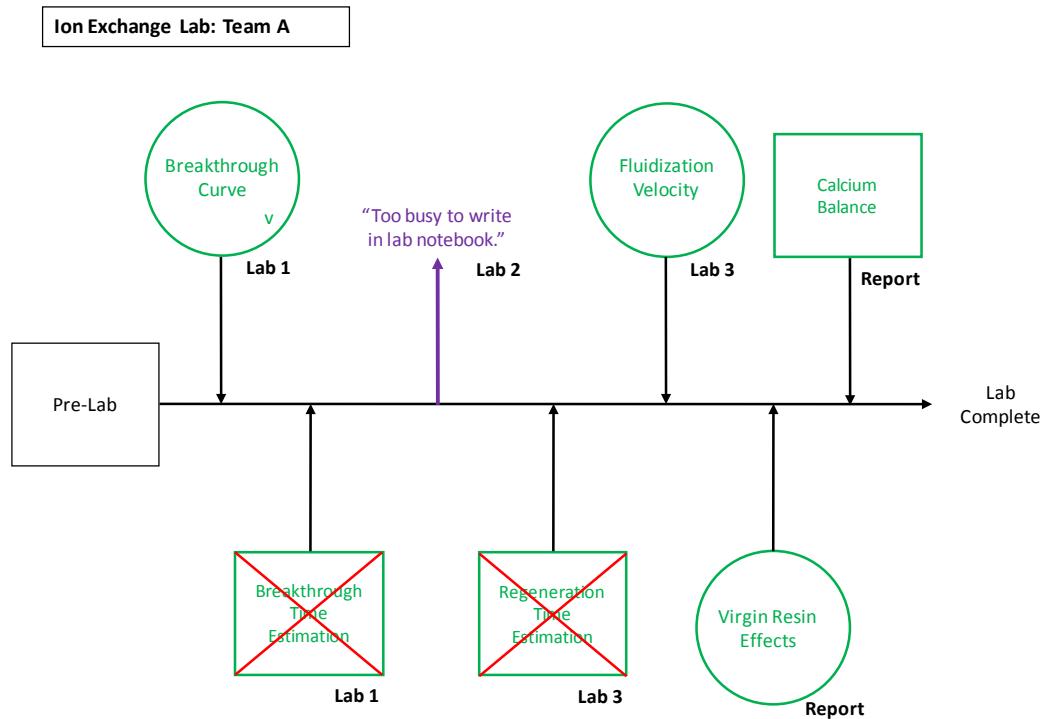 Ion Exchange Lab: Team A
Breakthrough
Curve
v
Lab 1
“Too busy to write
in lab notebook.”
Lab 2
Fluidization
Velocity
Lab 3
Calcium
Balance
Report
Pre-Lab
Lab
Complete
Breakthrough
Time
Estimation
Lab 1
Regeneration
Time
Estimation
Lab 3
Virgin Resin
Effects
Report